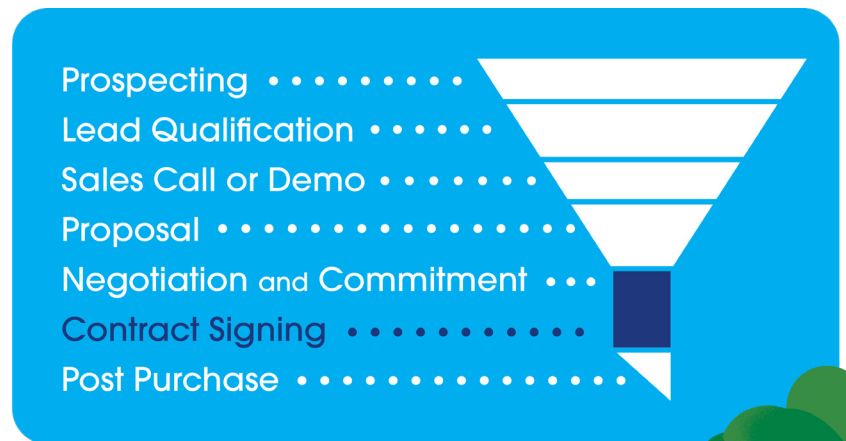 Prospecting
Lead Qualification
Sales Call or Demo
Proposal
Negotiation and Commitment
Contract Signing
Post Purchase